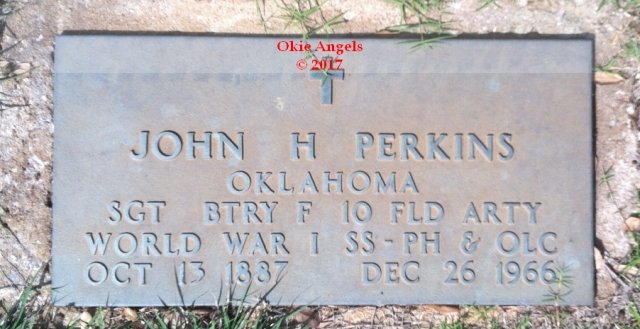 Okie Angels
© 2017
JOHN H PERKINS
OKLAHOMA
SGT BTRY F 10 FLD ARTY
WORLD WAR I SS-PH & OLC
OCT 13 1887 DEC 26 1966